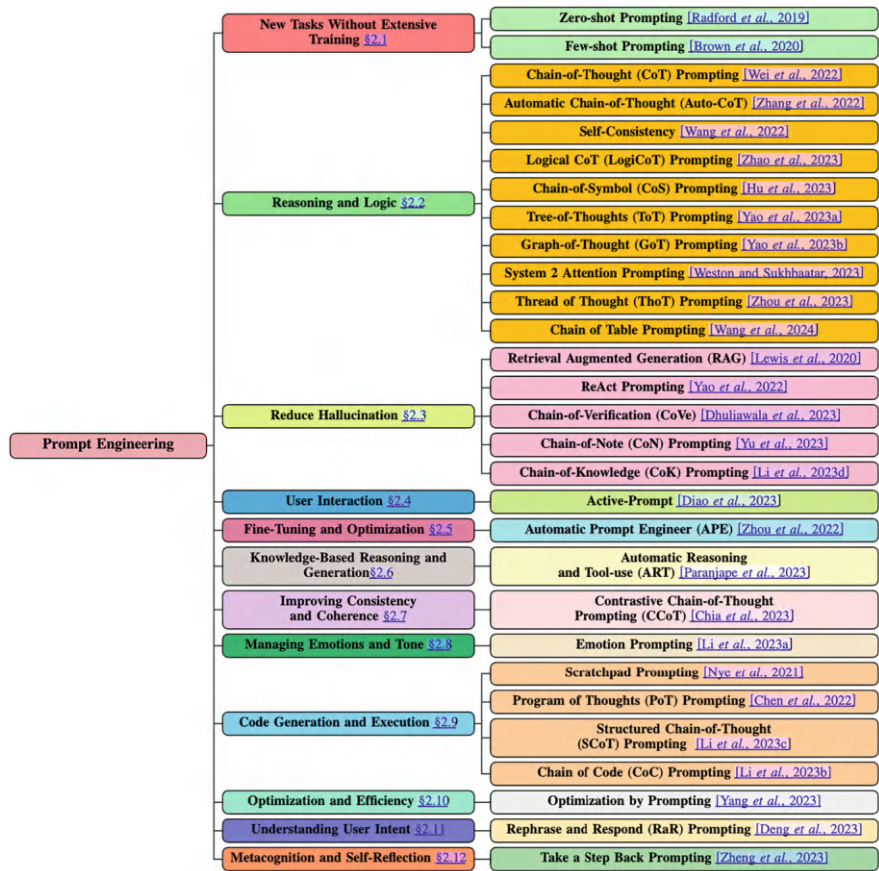 Prompt Engineering
New Tasks Without Extensive
Training §2.1
Zero-shot Prompting [Radford et al., 2019]
Few-shot Prompting [Brown et al., 2020]
Reasoning and Logic §2.2
Chain-of-Thought (CoT) Prompting [Wei et al., 2022]
Automatic Chain-of-Thought (Auto-CoT) [Zhang et al., 2022]
Self-Consistency [Wang et al., 2022]
Logical CoT (LogiCoT) Prompting [Zhao et al., 2023]
Chain-of-Symbol (CoS) Prompting [Hu et al., 2023]
Tree-of-Thoughts (ToT) Prompting [Yao et al., 2023a]
Graph-of-Thought (GoT) Prompting [Yao et al., 2023b]
System 2 Attention Prompting [Weston and Sukhbaatar, 2023]
Thread of Thought (ThoT) Prompting [Zhou et al., 2023]
Chain of Table Prompting [Wang et al., 2024]
Reduce Hallucination §2.3
Retrieval Augmented Generation (RAG) [Lewis et al., 2020]
ReAct Prompting [Yao et al., 2022]
Chain-of-Verification (CoVe) [Dhuliawala et al., 2023]
Chain-of-Note (CoN) Prompting [Yu et al., 2023]
Chain-of-Knowledge (CoK) Prompting [Li et al., 2023d]
User Interaction §2.4
Active-Prompt [Diao et al., 2023]
Fine-Tuning and Optimization §2.5
Automatic Prompt Engineer (APE) [Zhou et al., 2022]
Knowledge-Based Reasoning and
Generation§2.6
Automatic Reasoning
and Tool-use (ART) [Paranjape et al., 2023]
Improving Consistency
and Coherence §2.7
Contrastive Chain-of-Thought
Prompting (CCoT) [Chia et al., 2023]
Managing Emotions and Tone §2.8
Emotion Prompting [Li et al., 2023a]
Code Generation and Execution §2.9
Scratchpad Prompting [Nye et al., 2021]
Program of Thoughts (PoT) Prompting [Chen et al., 2022]
Structured Chain-of-Thought
(SCoT) Prompting [Li et al., 2023c]
Chain of Code (CoC) Prompting [Li et al., 2023b]
Optimization and Efficiency §2.10
Optimization by Prompting [Yang et al., 2023]
Understanding User Intent §2.11
Rephrase and Respond (RaR) Prompting [Deng et al., 2023]
Metacognition and Self-Reflection §2.12
Take a Step Back Prompting [Zheng et al., 2023]